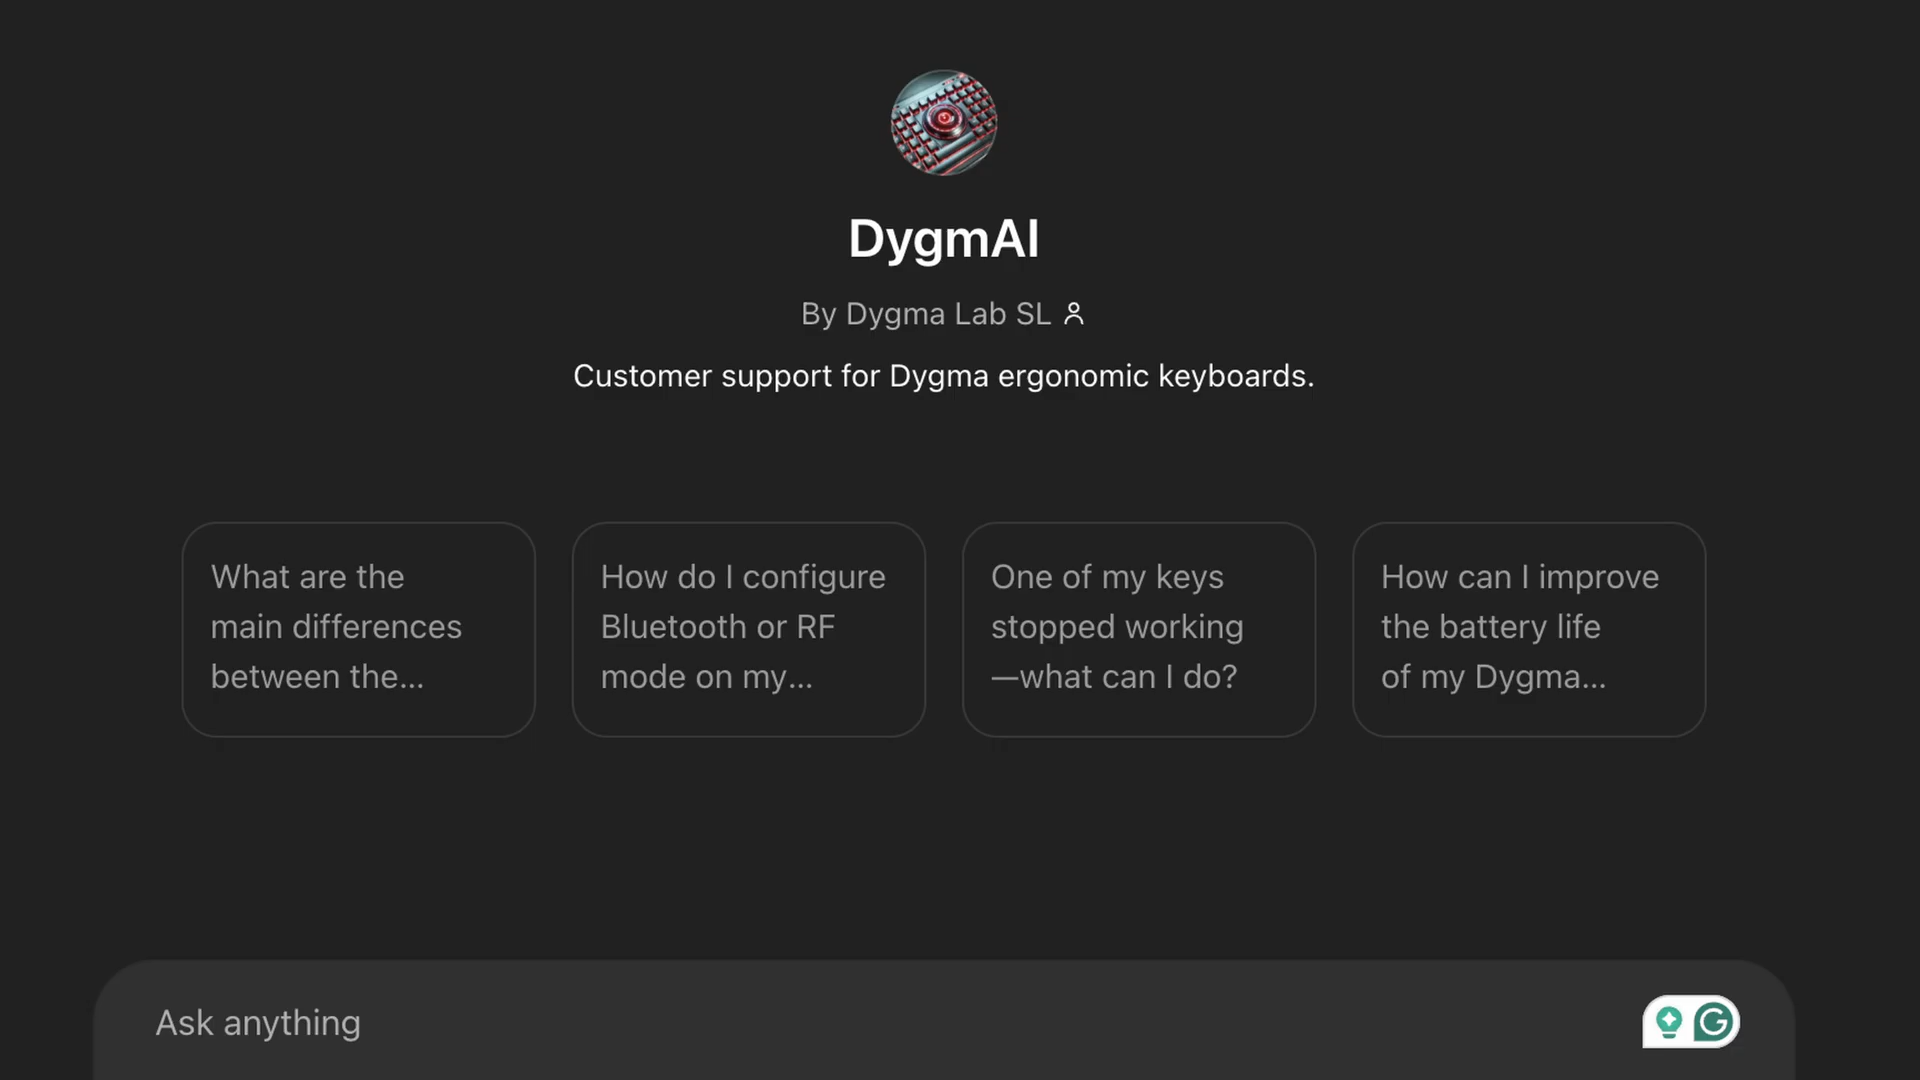 DygmAI
By Dygma Lab SL
Customer support for Dygma ergonomic keyboards.
What are the
main differences
between the...
How do I configure
Bluetooth or RF
mode on my...
One of my keys
stopped working
—what can I do?
How can I improve
the battery life
of my Dygma...
Ask anything